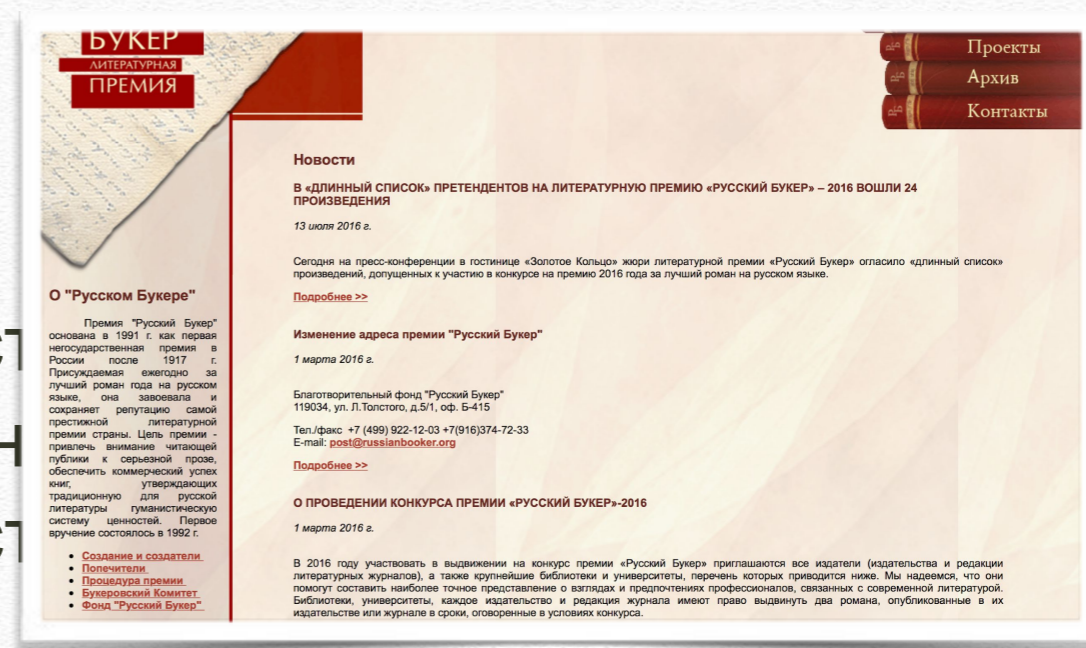 БУКЕР
ЛИТЕРАТУРНАЯ
ПРЕМИЯ
Проекты
Архив
Контакты
О "Русском Букере"
Премия "Русский Букер"
основана в 1991 г. как первая
негосударственная премия в
России после 1917 г.
Присуждаемая ежегодно за
лучший роман года на русском
языке, она завоевала и
сохраняет репутацию самой
престижной литературной
премии страны. Цель премии -
привлечь внимание читающей
публики к серьезной прозе,
обеспечить коммерческий успех
книг, утверждающих
традиционную для русской
литературы гуманистическую
систему ценностей. Первое
вручение состоялось в 1992 г.
Создание и создатели
Попечители
Процедура премии
Букеровский Комитет
Фонд "Русский Букер"
Новости
В «ДЛИННЫЙ СПИСОК» ПРЕТЕНДЕНТОВ НА ЛИТЕРАТУРНУЮ ПРЕМИЮ «РУССКИЙ БУКЕР» – 2016 ВОШЛИ 24
ПРОИЗВЕДЕНИЯ
13 июля 2016 г.
Сегодня на пресс-конференции в гостинице «Золотое Кольцо» жюри литературной премии «Русский Букер» огласило «длинный список»
произведений, допущенных к участию в конкурсе на премию 2016 года за лучший роман на русском языке.
Подробнее >>
Изменение адреса премии "Русский Букер"
1 марта 2016 г.
Благотворительный фонд "Русский Букер"
119034, ул. Л.Толстого, д.5/1, оф. Б-415
Тел./факс +7 (499) 922-12-03 +7(916)374-72-33
E-mail: post@russianbooker.org
Подробнее >>
О ПРОВЕДЕНИИ КОНКУРСА ПРЕМИИ «РУССКИЙ БУКЕР»-2016
1 марта 2016 г.
В 2016 году участвовать в выдвижении на конкурс премии «Русский Букер» приглашаются все издатели (издательства и редакции
литературных журналов), а также крупнейшие библиотеки и университеты, перечень которых приводится ниже. Мы надеемся, что они
помогут составить наиболее точное представление о взглядах и предпочтениях профессионалов, связанных с современной литературой.
Библиотеки, университеты, каждое издательство и редакция журнала имеют право выдвинуть два романа, опубликованные в их
издательстве или журнале в сроки, оговоренные в условиях конкурса.